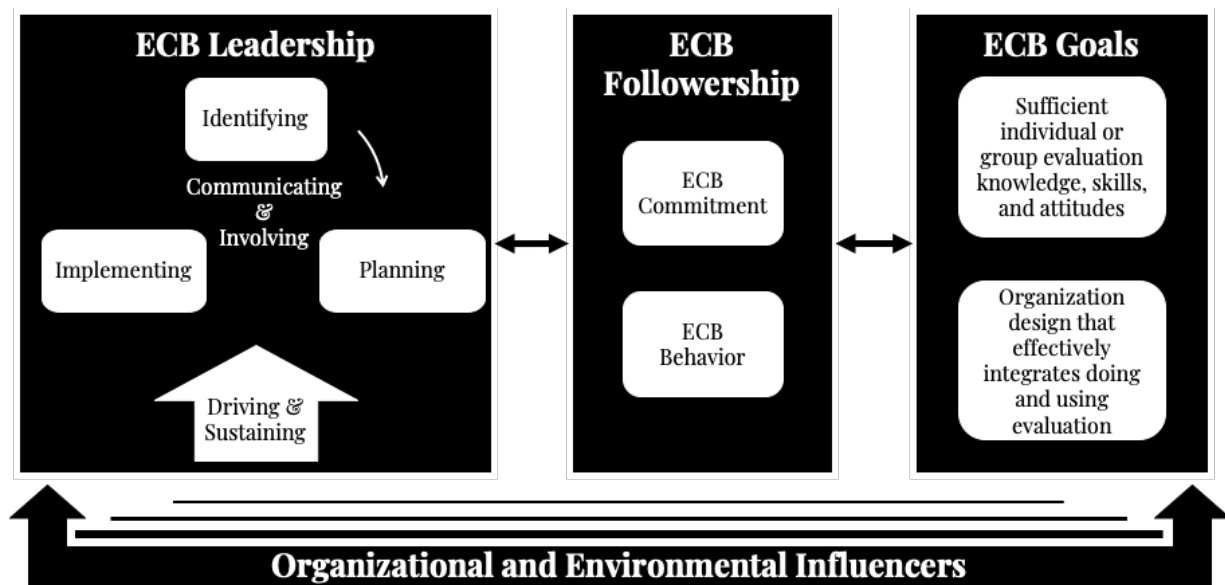 ECB Leadership
Identifying
Communicating
&
Involving
Implementing
Planning
Driving &
Sustaining
ECB
Followership
ECB
Commitment
ECB
Behavior
ECB Goals
Sufficient
individual or
group evaluation
knowledge, skills,
and attitudes
Organization
design that
effectively
integrates doing
and using
evaluation
Organizational and Environmental Influencers